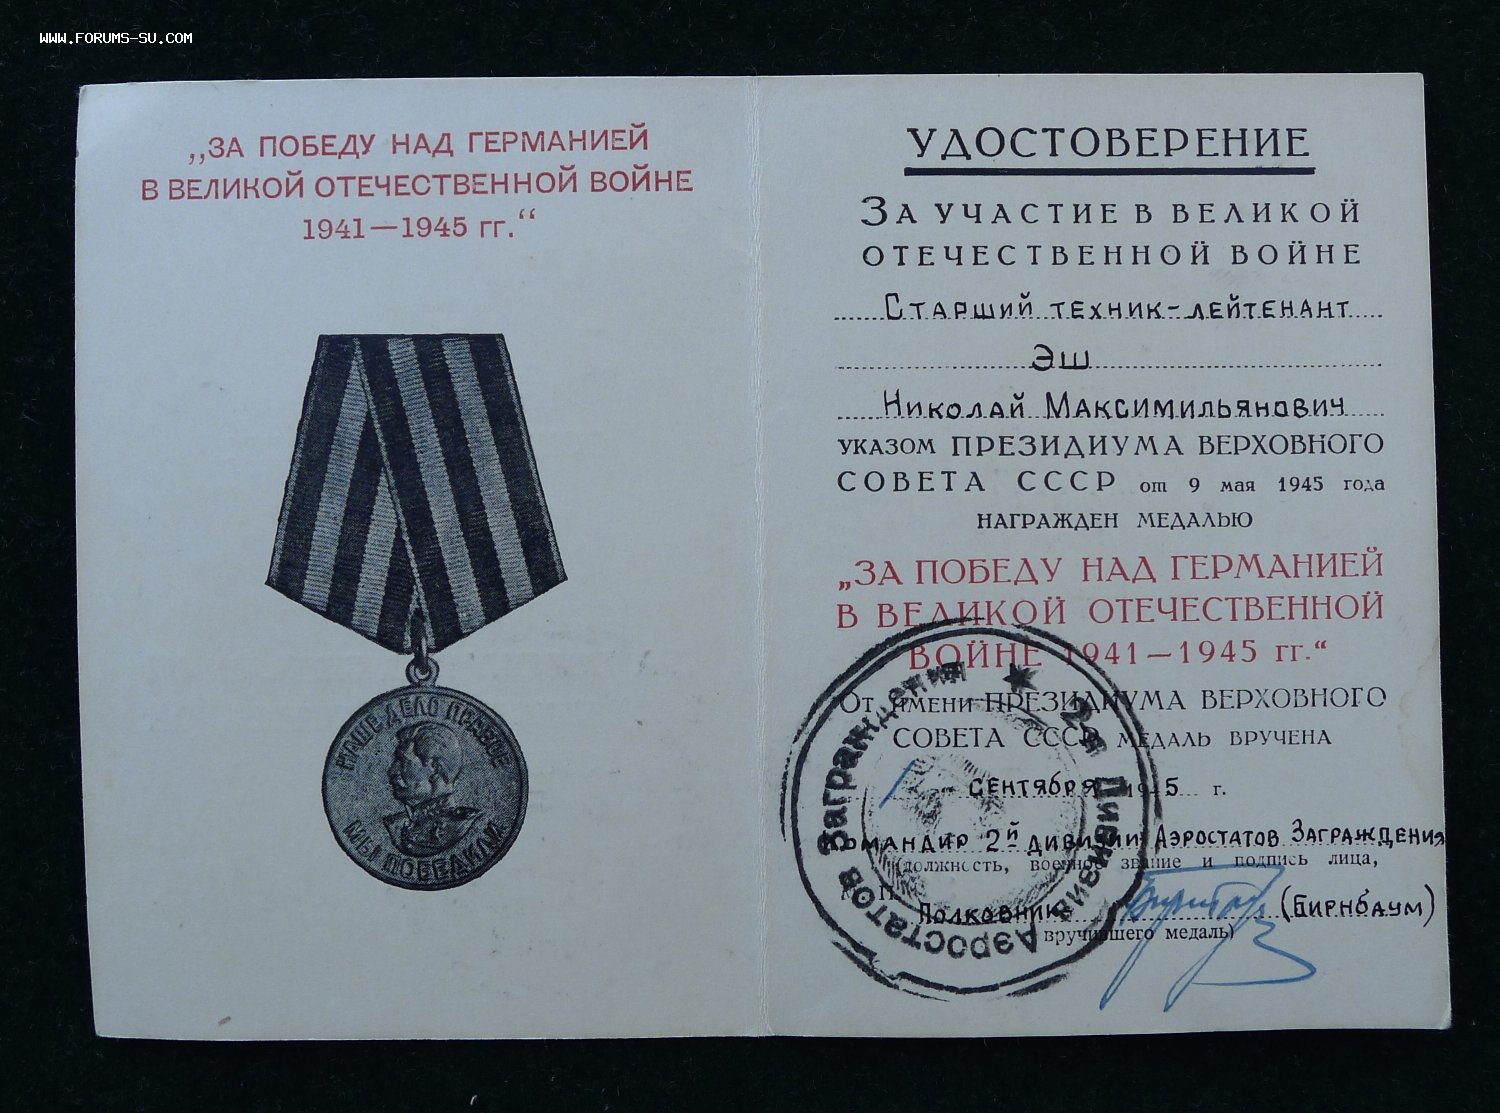 WWW.FORUMS-SU.COM
„ЗА ПОБЕДУ НАД ГЕРМАНИЕЙ
В ВЕЛИКОЙ ОТЕЧЕСТВЕННОЙ ВОЙНЕ
1941—1945 гг.“
НАШЕ ДЕЛО ПРАВОЕ
МЫ ПОБЕДИЛИ
УДОСТОВЕРЕНИЕ
ЗА УЧАСТИЕ В ВЕЛИКОЙ
ОТЕЧЕСТВЕННОЙ ВОЙНЕ
Старший техник-лейтенант
Эш
Николай Максимильянович
УКАЗОМ ПРЕЗИДИУМА ВЕРХОВНОГО
СОВЕТА СССР от 9 мая 1945 года
НАГРАЖДЕН МЕДАЛЬЮ
„ЗА ПОБЕДУ НАД ГЕРМАНИЕЙ
В ВЕЛИКОЙ ОТЕЧЕСТВЕННОЙ
ВОЙНЕ 1941—1945 гг.“
От имени ПРЕЗИДИУМА ВЕРХОВНОГО
СОВЕТА СССР МЕДАЛЬ ВРУЧЕНА
1 сентября 1945 г.
Командир 2й дивизии Аэростатов Заграждения
(должность, военное звание и подпись лица,
М. П.
Полковник (Бирнбаум)
вручившего медаль)
2я Дивизия Аэростатов Заграждения